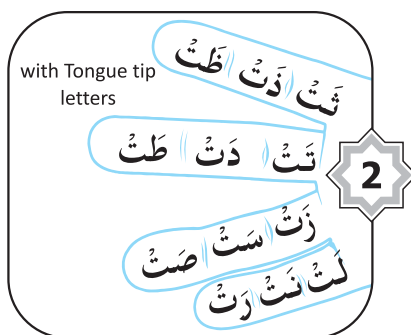 with Tongue tip
letters
ثَتْ ذَتْ ظَتْ
تَتْ دَتْ طَتْ
2
زَتْ سَتْ صَتْ
لَتْ نَتْ رَتْ